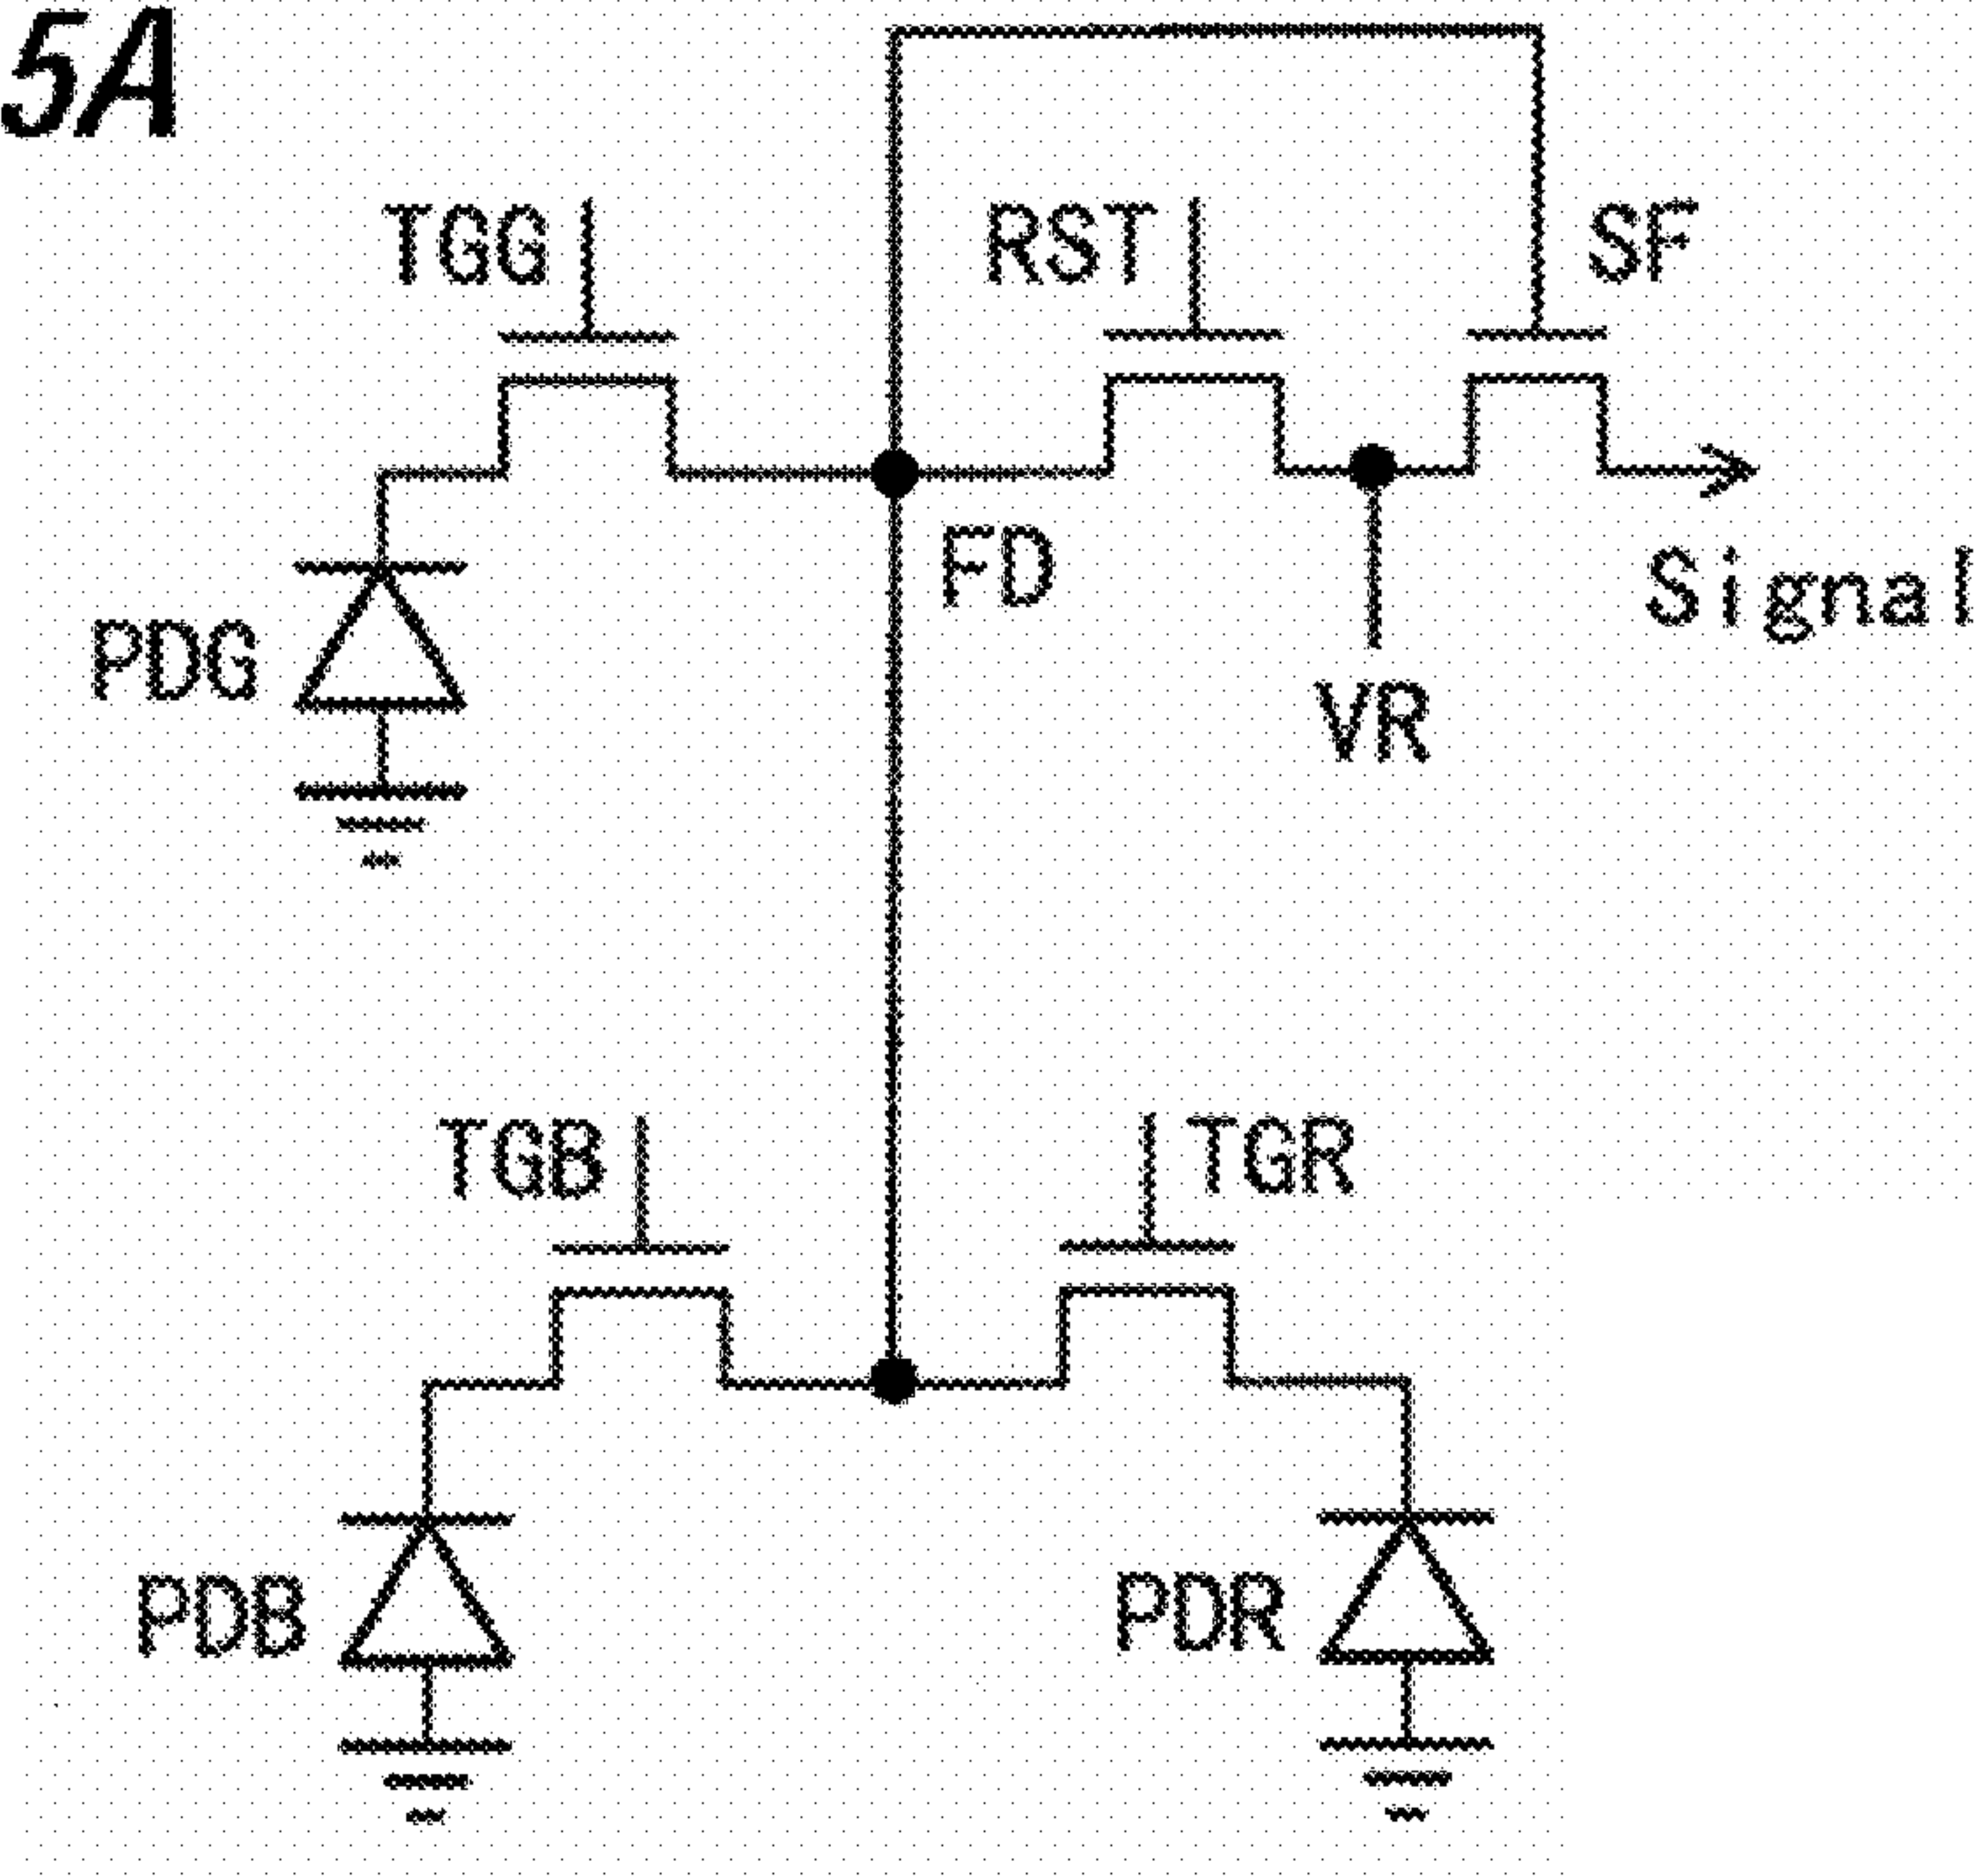 5A
TGG
RST
SF
FD
Signal
PDG
VR
TGB
TGR
PDB
PDR